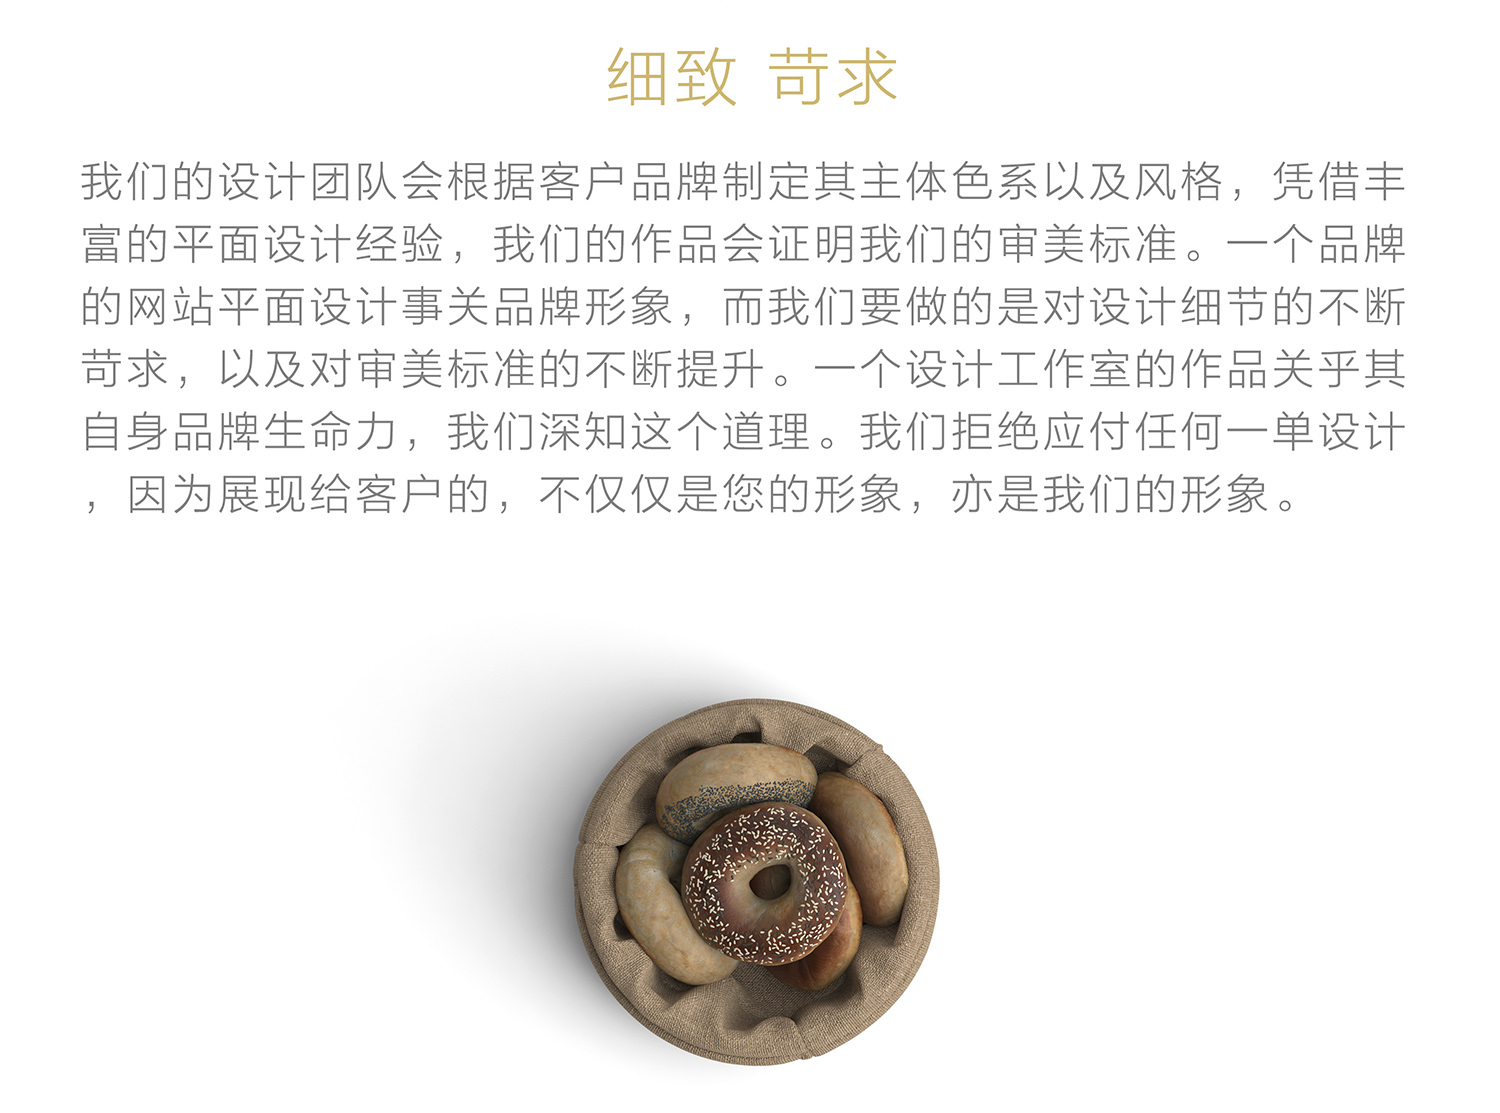 细致 苛求
我们的设计团队会根据客户品牌制定其主体色系以及风格，凭借丰
富的平面设计经验，我们的作品会证明我们的审美标准。一个品牌
的网站平面设计事关品牌形象，而我们要做的是对设计细节的不断
苛求，以及对审美标准的不断提升。一个设计工作室的作品关乎其
自身品牌生命力，我们深知这个道理。我们拒绝应付任何一单设计
，因为展现给客户的，不仅仅是您的形象，亦是我们的形象。